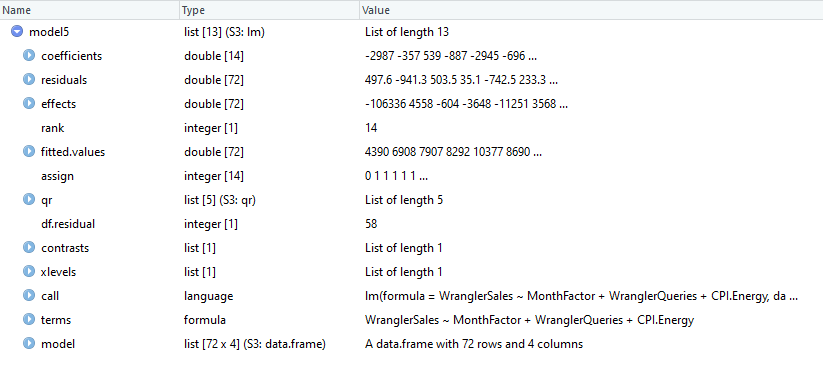 Name Type Value
model5 list [13] (S3: lm) List of length 13
coefficients double [14] -2987 -357 539 -887 -2945 -696 ...
residuals double [72] 497.6 -941.3 503.5 35.1 -742.5 233.3 ...
effects double [72] -106336 4558 -604 -3648 -11251 3568 ...
rank integer [1] 14
fitted.values double [72] 4390 6908 7907 8292 10377 8690 ...
assign integer [14] 0 1 1 1 1 1 ...
qr list [5] (S3: qr) List of length 5
df.residual integer [1] 58
contrasts list [1] List of length 1
xlevels list [1] List of length 1
call language lm(formula = WranglerSales ~ MonthFactor + WranglerQueries + CPI.Energy, da ...
terms formula WranglerSales ~ MonthFactor + WranglerQueries + CPI.Energy
model list [72 x 4] (S3: data.frame) A data.frame with 72 rows and 4 columns